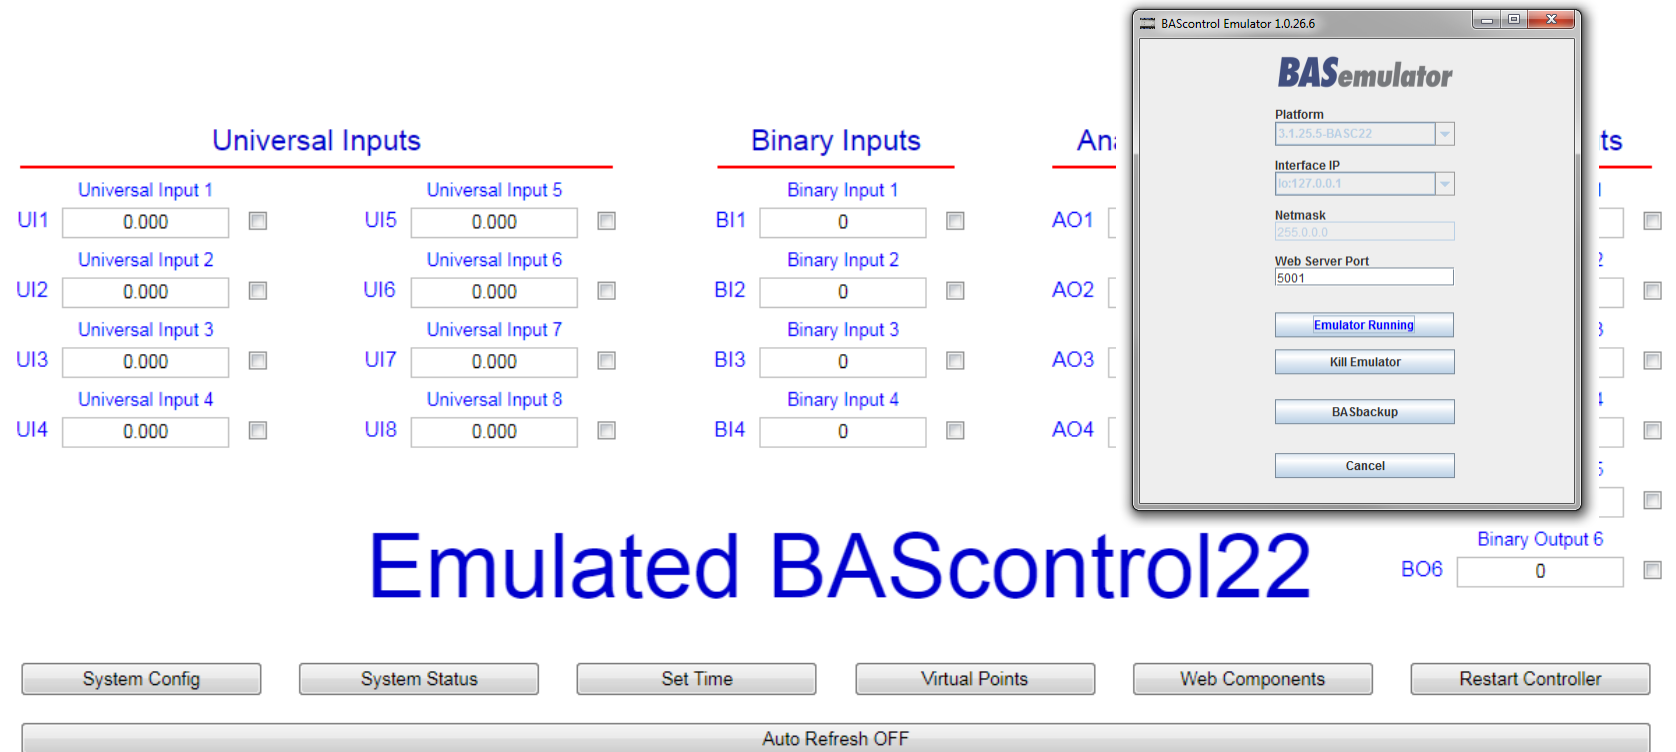 BAScontrol Emulator 1.0.26.6
BASemulator
Platform
3.1.25.5-BASC22
Interface IP
lo:127.0.0.1
Netmask
255.0.0.0
Web Server Port
5001
Emulator Running
Kill Emulator
BASbackup
Cancel
Universal Inputs
Universal Input 1
UI1 0.000
Universal Input 2
UI2 0.000
Universal Input 3
UI3 0.000
Universal Input 4
UI4 0.000
Universal Input 5
UI5 0.000
Universal Input 6
UI6 0.000
Universal Input 7
UI7 0.000
Universal Input 8
UI8 0.000
Binary Inputs
Binary Input 1
BI1 0
Binary Input 2
BI2 0
Binary Input 3
BI3 0
Binary Input 4
BI4 0
AO1
AO2
AO3
AO4
ts
2
3
4
5
Binary Output 6
BO6 0
Emulated BAScontrol22
System Config
System Status
Set Time
Virtual Points
Web Components
Restart Controller
Auto Refresh OFF